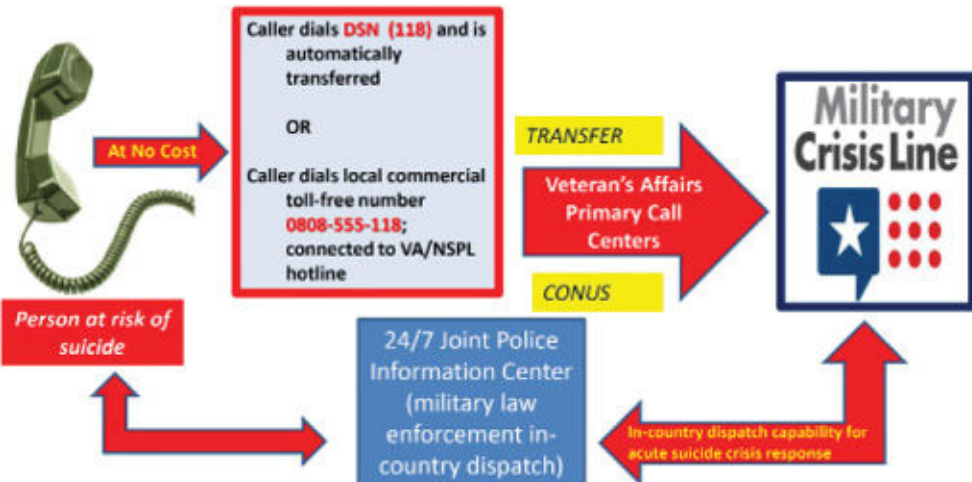 Caller dials DSN (118) and is
automatically
transferred
OR
Caller dials local commercial
toll-free number
0808-555-118;
connected to VA/NSPL
hotline
At No Cost
TRANSFER
Veteran's Affairs
Primary Call
Centers
CONUS
Military
Crisis Line
Person at risk of
suicide
24/7 Joint Police
Information Center
(military law
enforcement in-
country dispatch)
In-country dispatch capability for
acute suicide crisis response